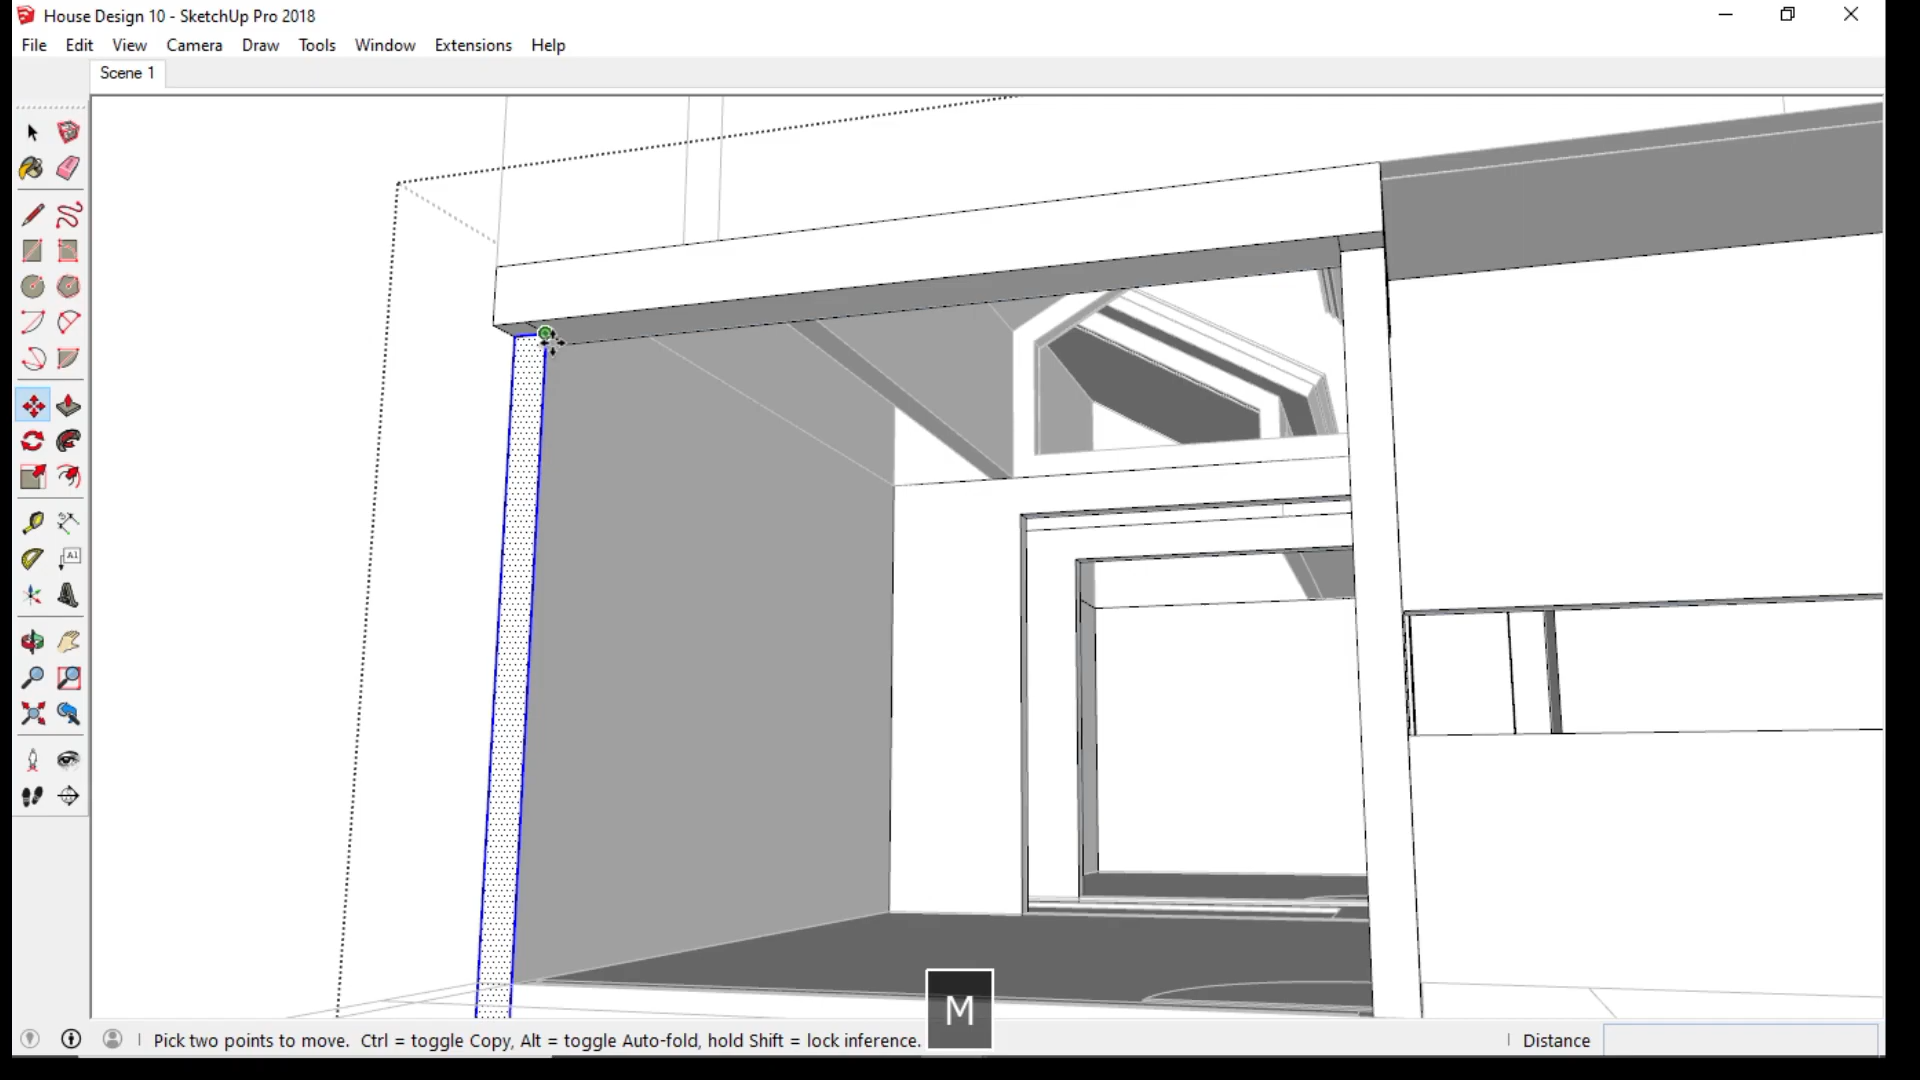 House Design 10 - SketchUp Pro 2018
File Edit View Camera Draw Tools Window Extensions Help
Scene 1
A1
M
Pick two points to move. Ctrl = toggle Copy, Alt = toggle Auto-fold, hold Shift = lock inference.
Distance